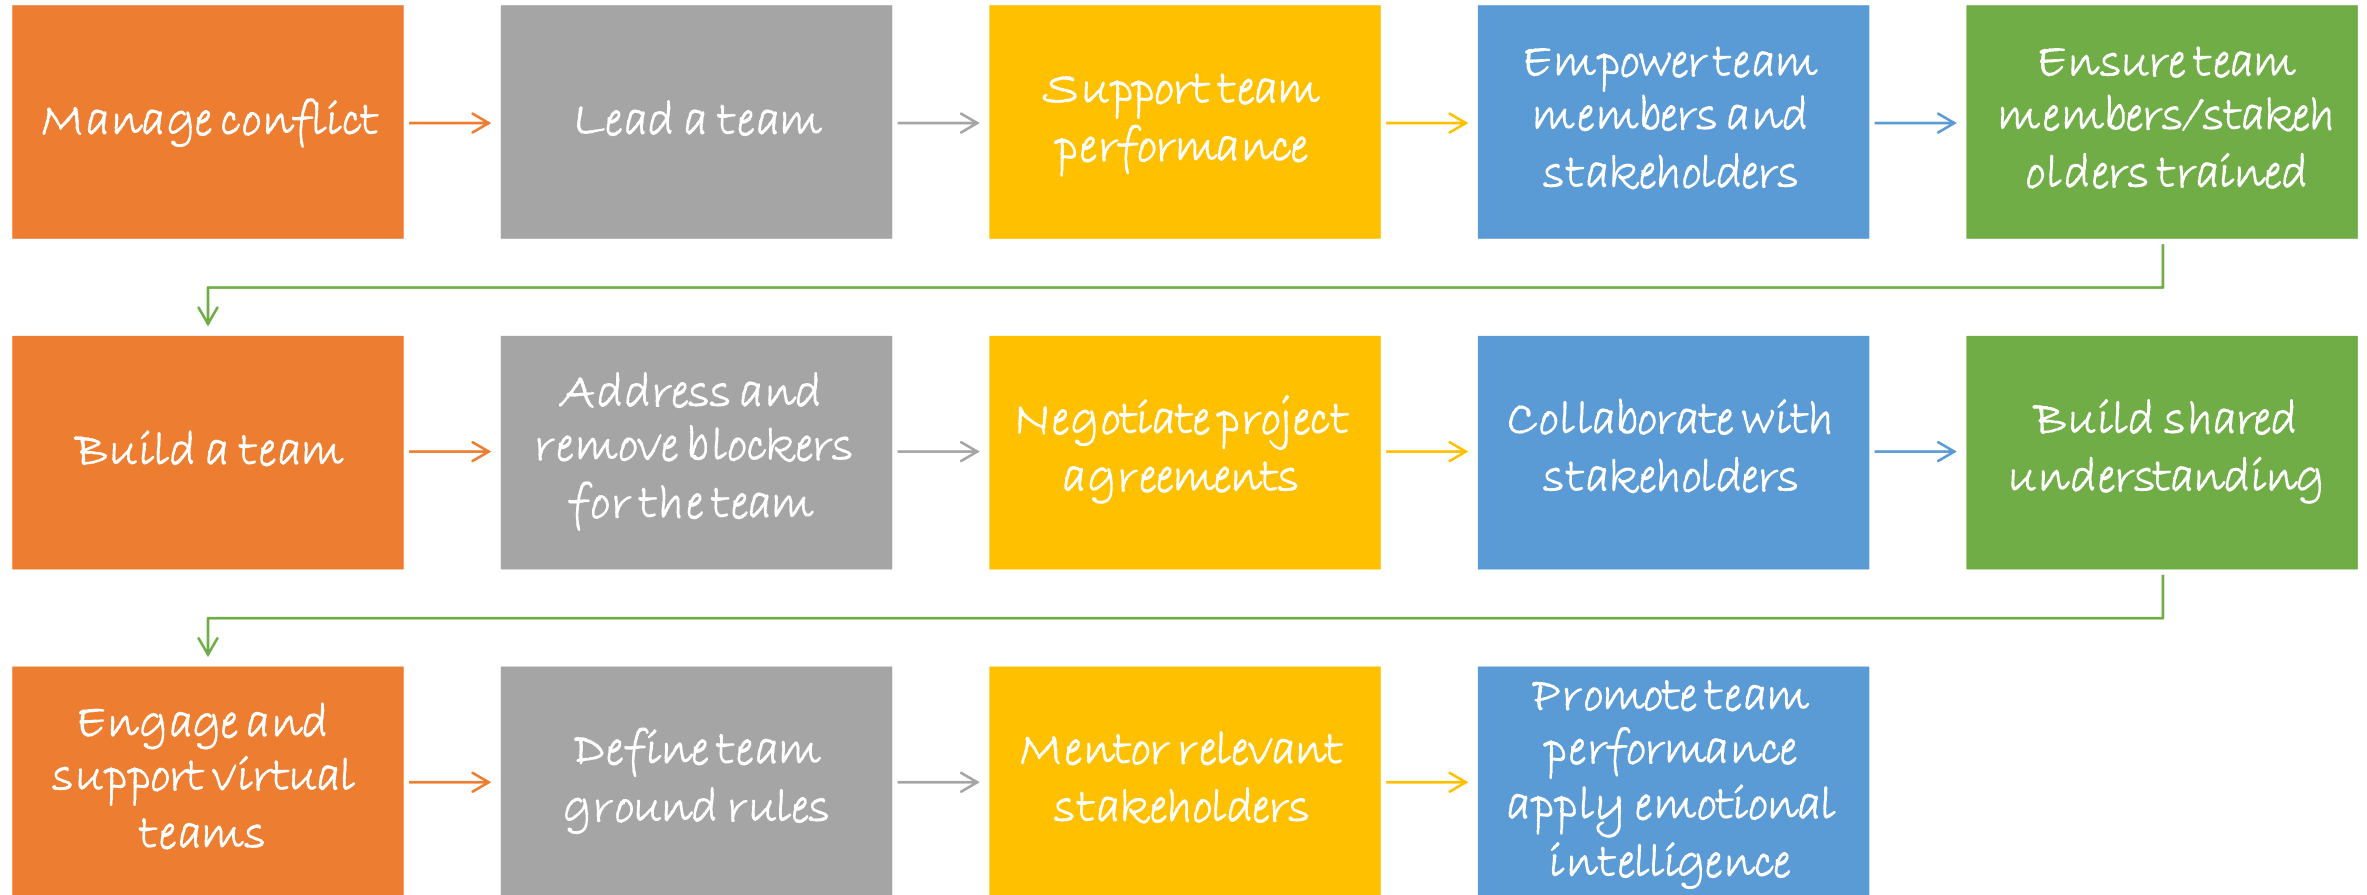 Manage conflict
Lead a team
Support team
performance
Empower team
members and
stakeholders
Ensure team
members/stakeh
olders trained
Build a team
Address and
remove blockers
for the team
Negotiate project
agreements
Collaborate with
stakeholders
Build shared
understanding
Engage and
support virtual
teams
Define team
ground rules
Mentor relevant
stakeholders
Promote team
performance
apply emotional
intelligence